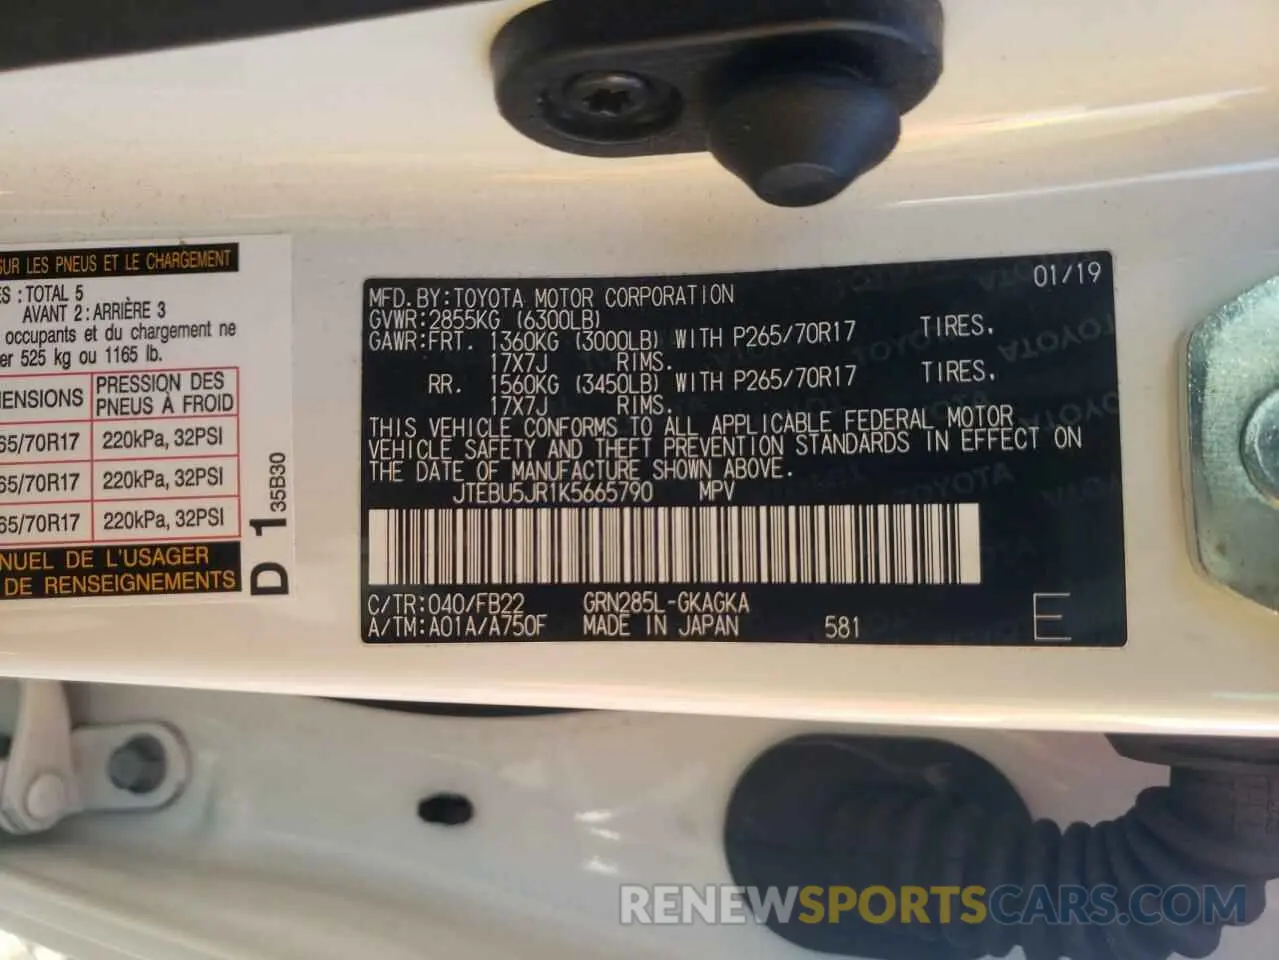 SUR LES PNEUS ET LE CHARGEMENT
ES : TOTAL 5
AVANT 2 : ARRIÈRE 3
occupants et du chargement ne
er 525 kg ou 1165 lb.
ENSIONS
PRESSION DES
PNEUS À FROID
65/70R17 220kPa, 32PSI
65/70R17 220kPa, 32PSI
65/70R17 220kPa, 32PSI
NUEL DE L'USAGER
DE RENSEIGNEMENTS
D 1 35B30
01/19
MFD. BY: TOYOTA MOTOR CORPORATION
GVWR: 2855KG (6300LB)
GAWR: FRT. 1360KG (3000LB) WITH P265/70R17 TIRES.
17X7J RIMS.
RR. 1560KG (3450LB) WITH P265/70R17 TIRES.
17X7J RIMS.
THIS VEHICLE CONFORMS TO ALL APPLICABLE FEDERAL MOTOR
VEHICLE SAFETY AND THEFT PREVENTION STANDARDS IN EFFECT ON
THE DATE OF MANUFACTURE SHOWN ABOVE.
JTEBU5JR1K5665790 MPV
C/TR: 040/FB22 GRN285L-GKAGKA
A/TM: A01A/A750F MADE IN JAPAN 581
E
RENEWSPORTSCARS.COM